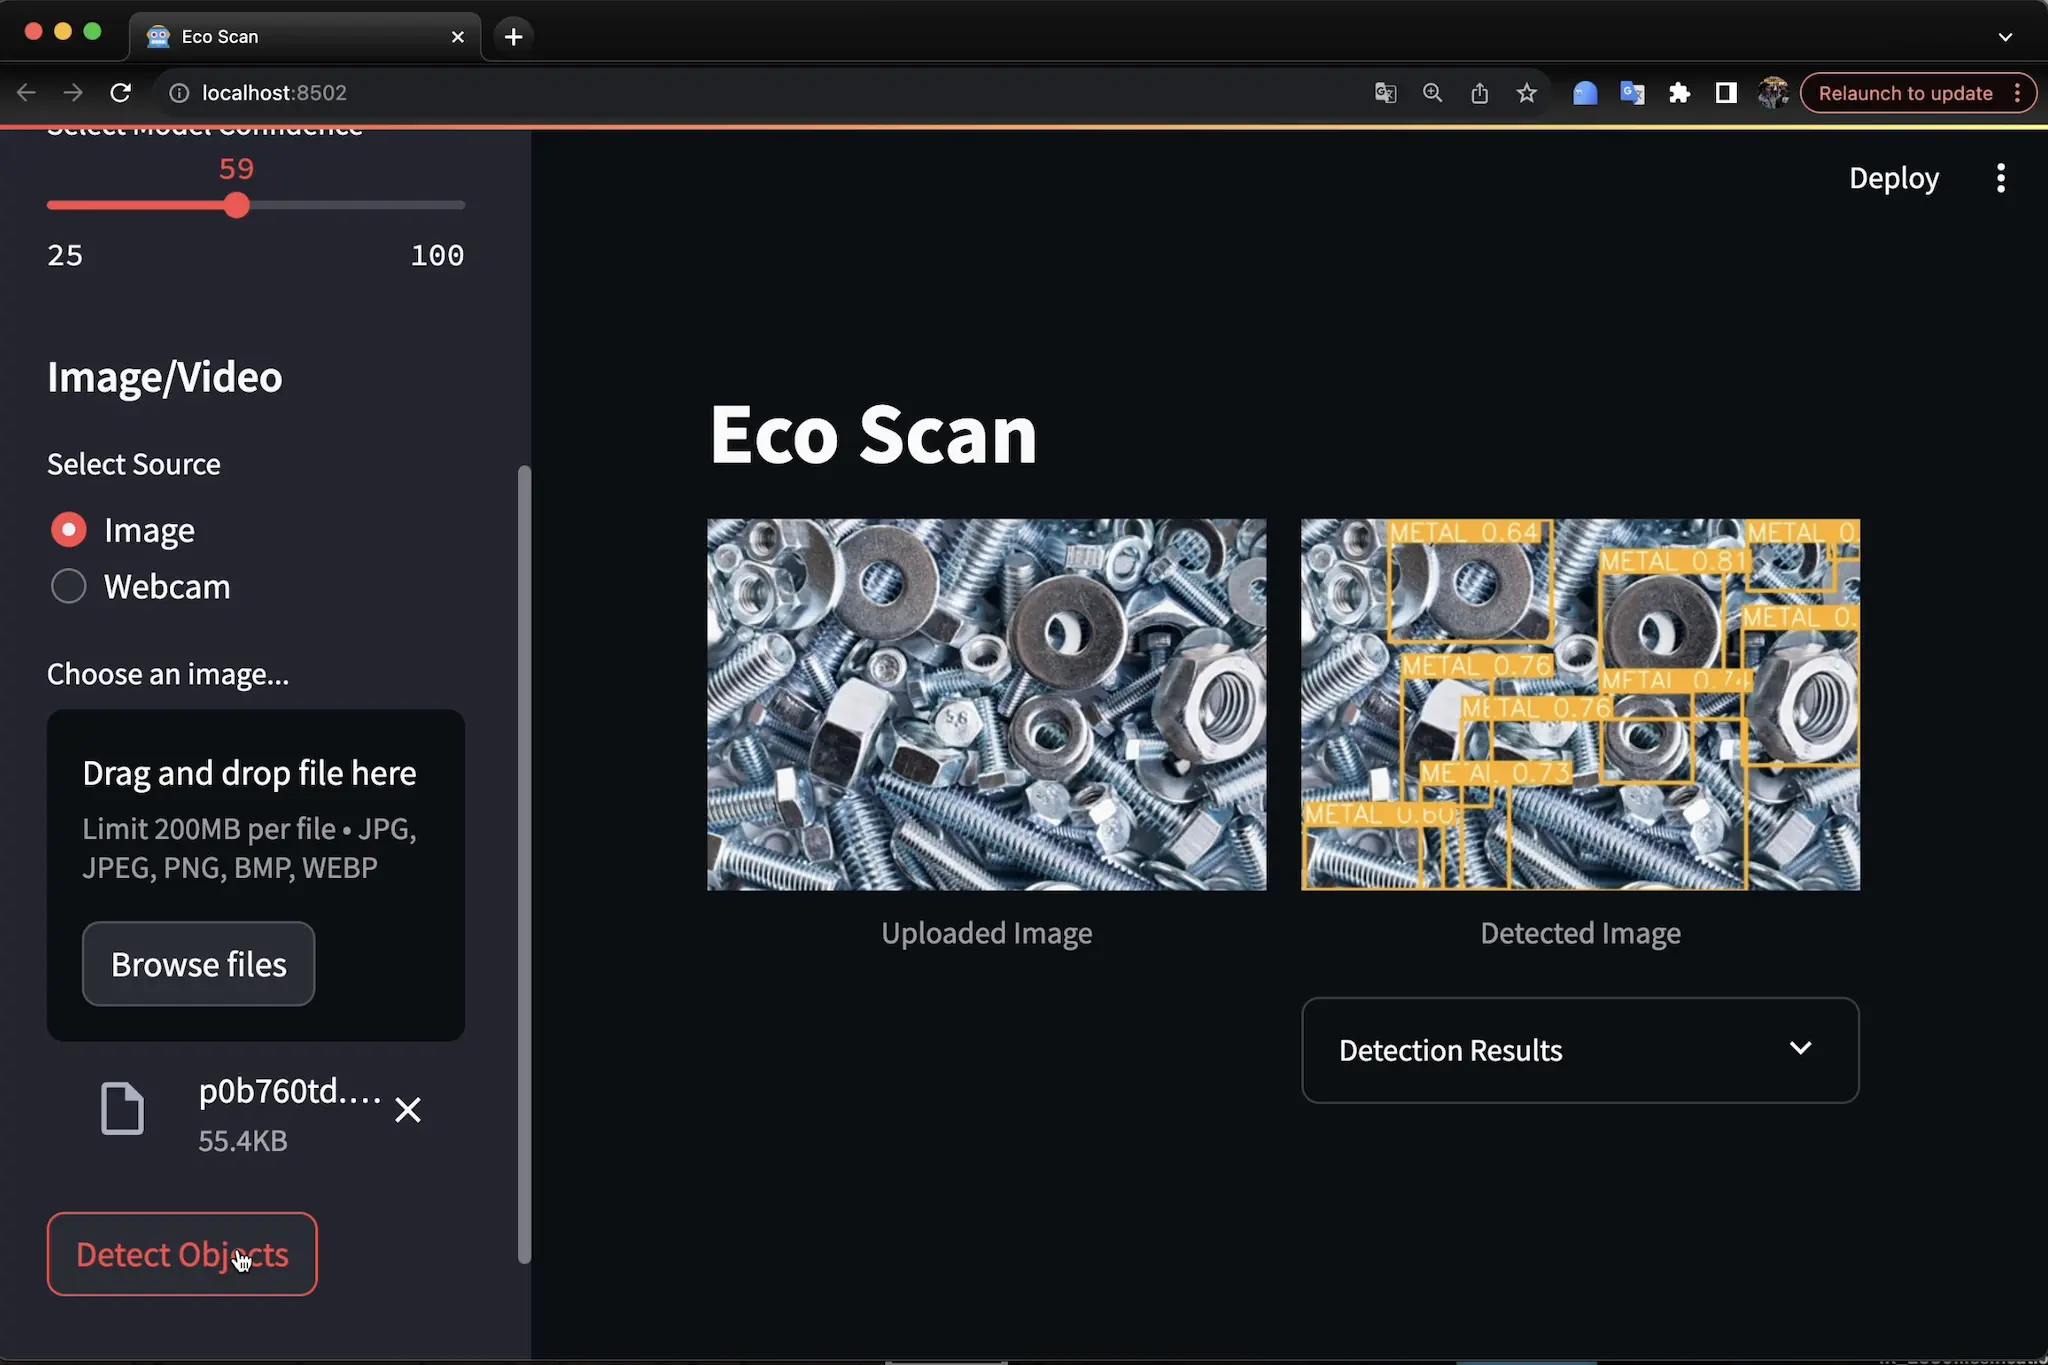 Eco Scan
localhost:8502
Relaunch to update
Select Model Confidence
59
25
100
Image/Video
Select Source
Image
Webcam
Choose an image...
Drag and drop file here
Limit 200MB per file • JPG,
JPEG, PNG, BMP, WEBP
Browse files
p0b760td....
55.4KB
Detect Objects
Deploy
Eco Scan
METAL 0.64
METAL 0.
METAL 0.81
METAL 0.
METAL 0.76
METAL 0.74
METAL 0.76
METAL 0.73
METAL 0.60
Uploaded Image
Detected Image
Detection Results